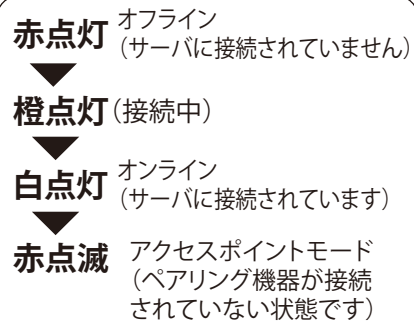 赤点灯 オフライン
（サーバに接続されていません）
橙点灯（接続中）
白点灯 オンライン
（サーバに接続されています）
赤点滅 アクセスポイントモード
（ペアリング機器が接続
されていない状態です）